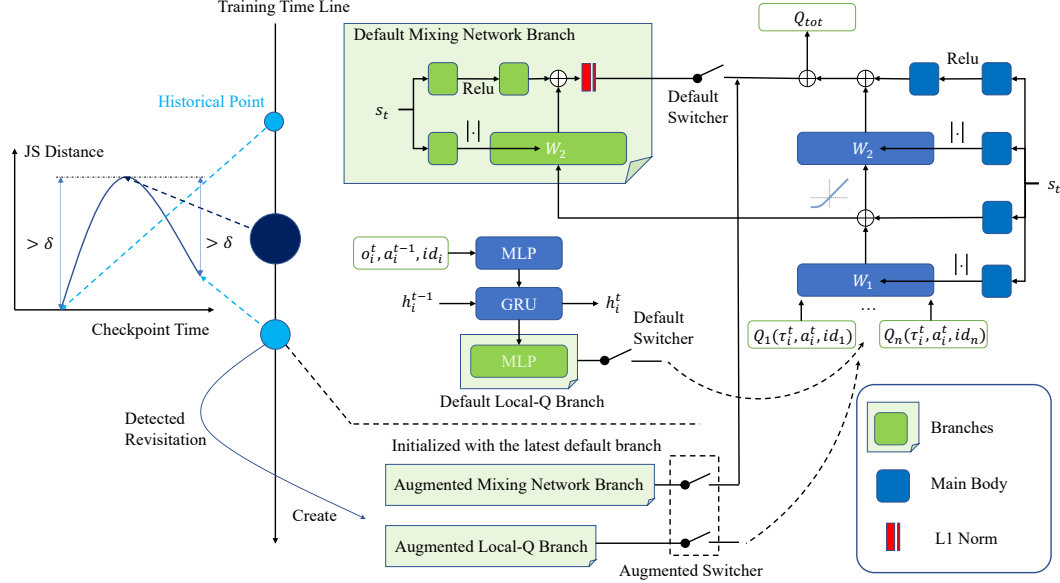 Training Time Line
Historical Point
JS Distance
> δ
> δ
Checkpoint Time
Detected
Revisitation
Create
Default Mixing Network Branch
Relu
s_t
|·|
W_2
Default
Switcher
Q_{tot}
Relu
|·|
W_2
s_t
|·|
W_1
...
Q_1(τ_i^t, a_i^t, id_1)
Q_n(τ_i^t, a_i^t, id_n)
o_i^t, a_i^{t-1}, id_i
MLP
h_i^{t-1}
GRU
h_i^t
MLP
Default
Switcher
Default Local-Q Branch
Initialized with the latest default branch
Augmented Mixing Network Branch
Augmented Local-Q Branch
Augmented Switcher
Branches
Main Body
L1 Norm